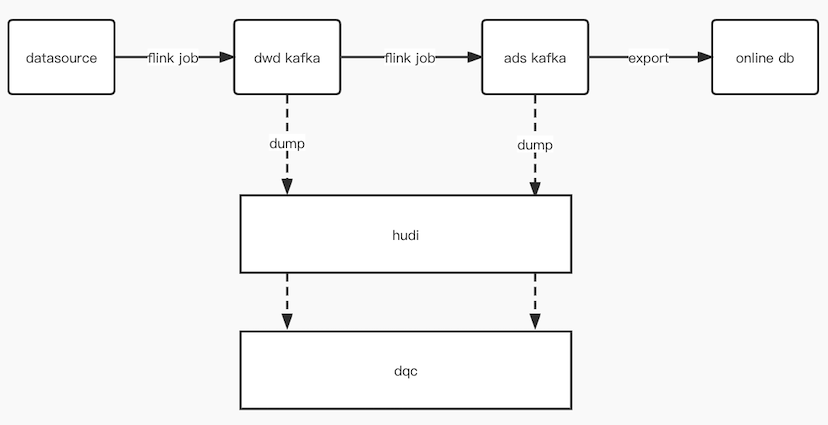 datasource
flink job
dwd kafka
flink job
ads kafka
export
online db
dump
dump
hudi
dqc